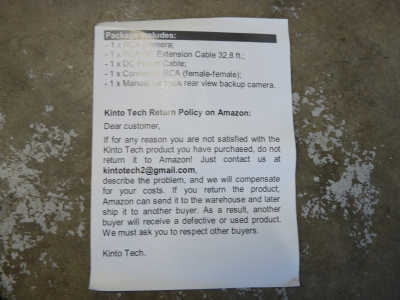 Package Includes:
- 1 x RCA Camera;
- 1 x RCA DC Extension Cable 32,8 ft.;
- 1 x DC Power Cable;
- 1 x Connector RCA (female-female);
- 1 x Manual for truck rear view backup camera.
Kinto Tech Return Policy on Amazon:
Dear customer,
If for any reason you are not satisfied with the
Kinto Tech product you have purchased, do not
return it to Amazon! Just contact us at
kintotech2@gmail.com,
describe the problem, and we will compensate
for your costs. If you return the product,
Amazon can send it to the warehouse and later
ship it to another buyer. As a result, another
buyer will receive a defective or used product.
We must ask you to respect other buyers.
Kinto Tech.